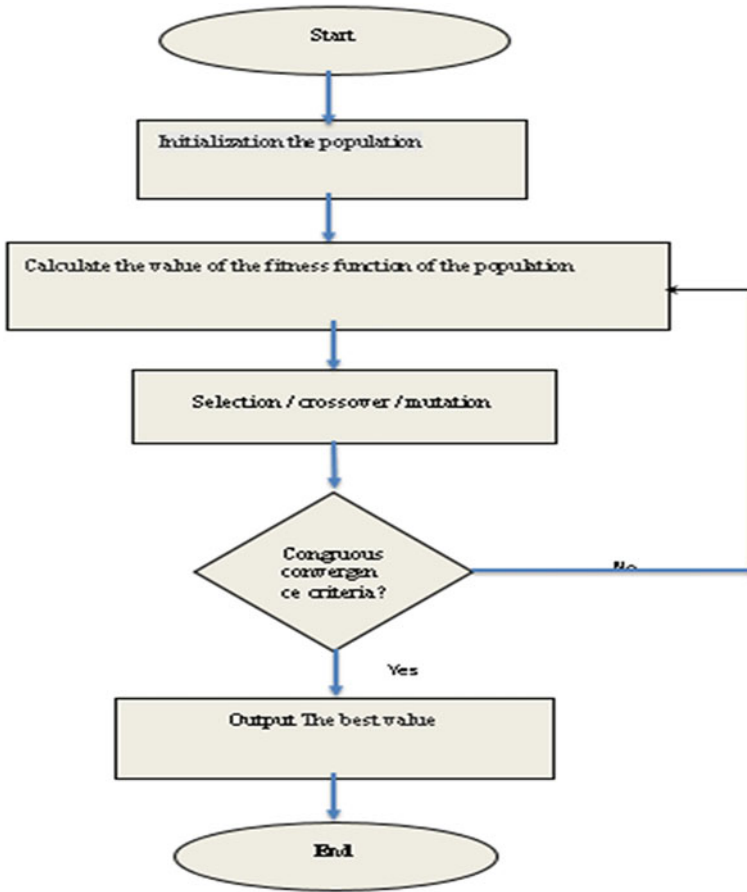 Start
Initialization the population
Calculate the value of the fitness function of the population
Selection / crossover / mutation
Congruous
convergen
ce criteria?
No
Yes
Output The best value
End